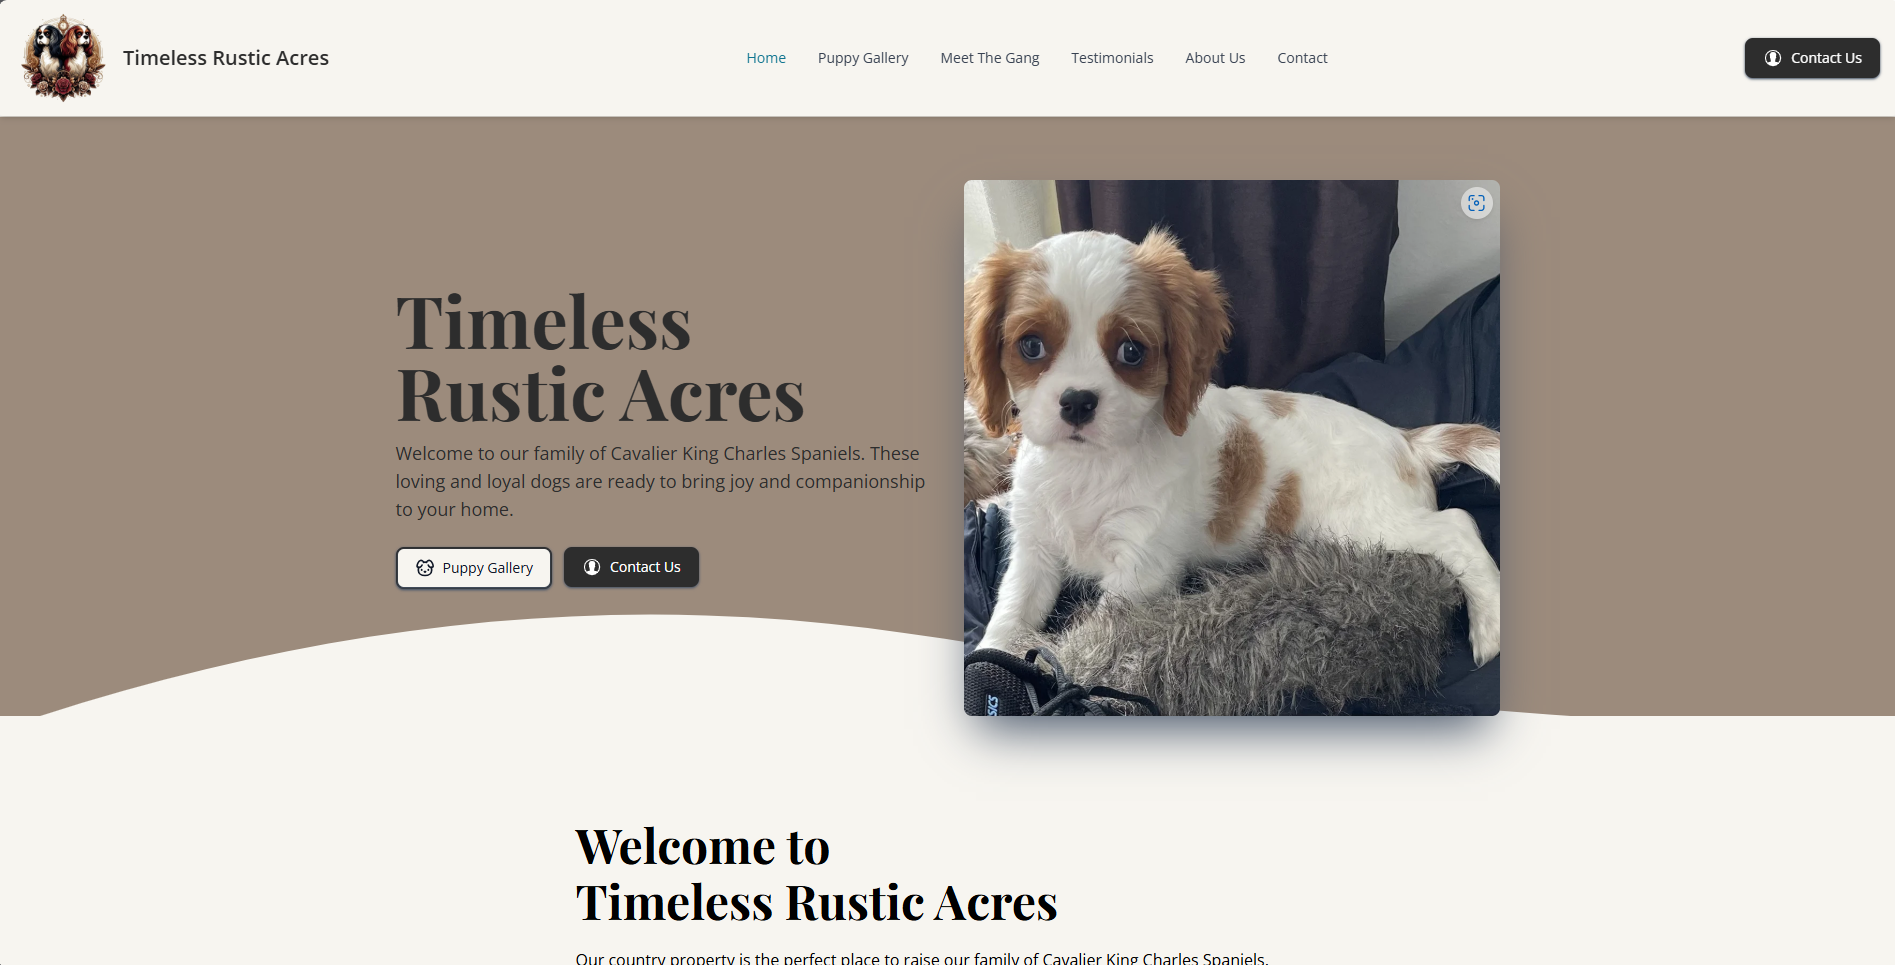 Timeless Rustic Acres
Home
Puppy Gallery
Meet The Gang
Testimonials
About Us
Contact
Contact Us
Timeless
Rustic Acres
Welcome to our family of Cavalier King Charles Spaniels. These
loving and loyal dogs are ready to bring joy and companionship
to your home.
Puppy Gallery
Contact Us
SICS
Welcome to
Timeless Rustic Acres
Our country property is the perfect place to raise our family of Cavalier King Charles Spaniels.